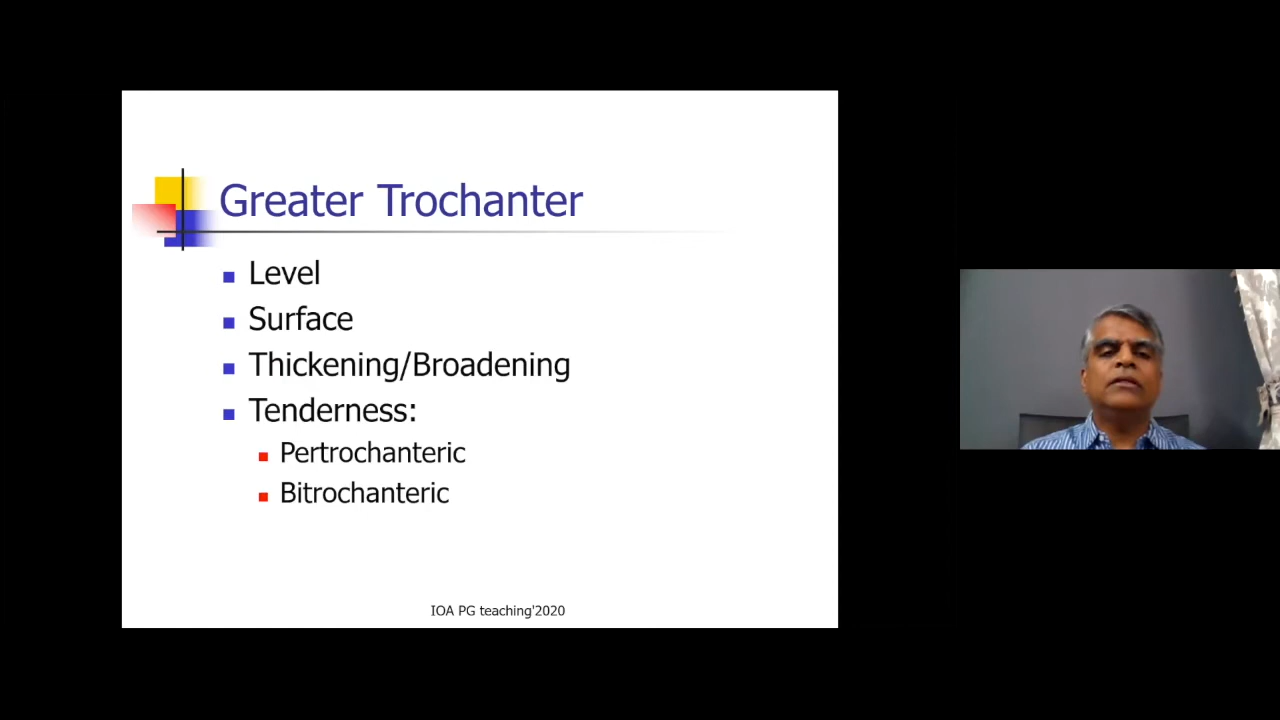 Greater Trochanter
Level
Surface
Thickening/Broadening
Tenderness:
Pertrochanteric
Bitrochanteric
IOA PG teaching'2020